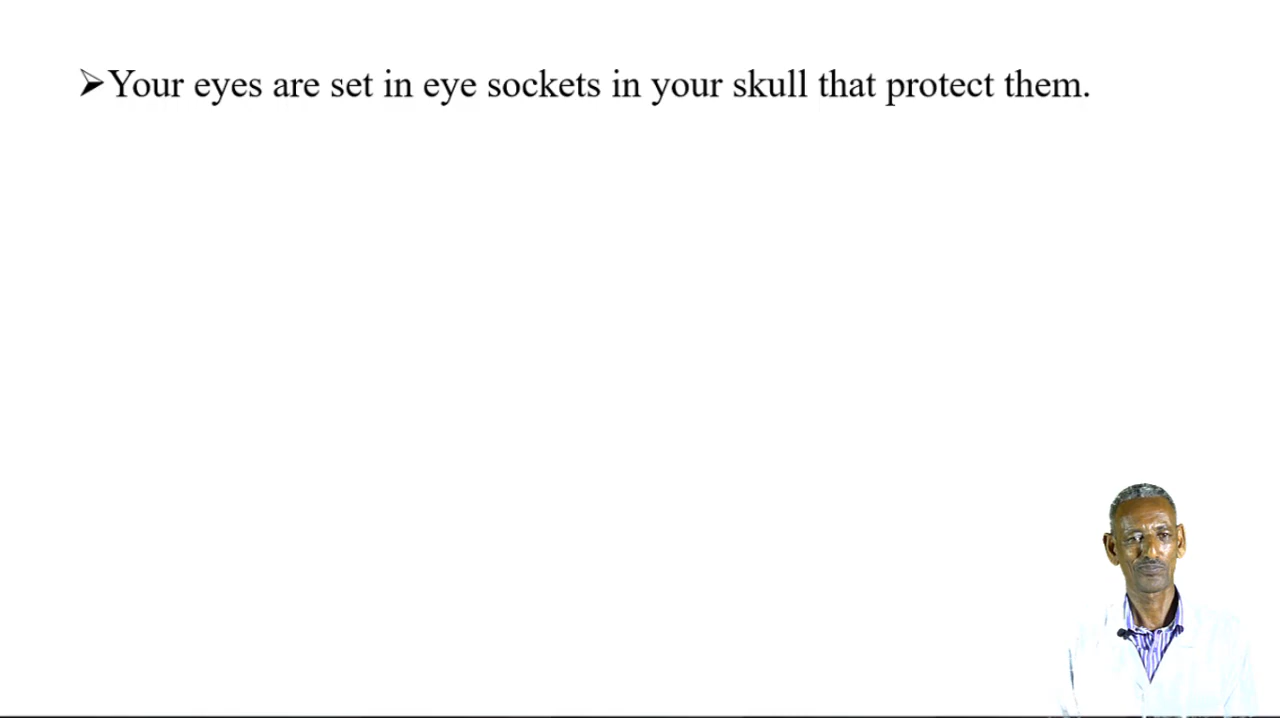 ➢Your eyes are set in eye sockets in your skull that protect them.